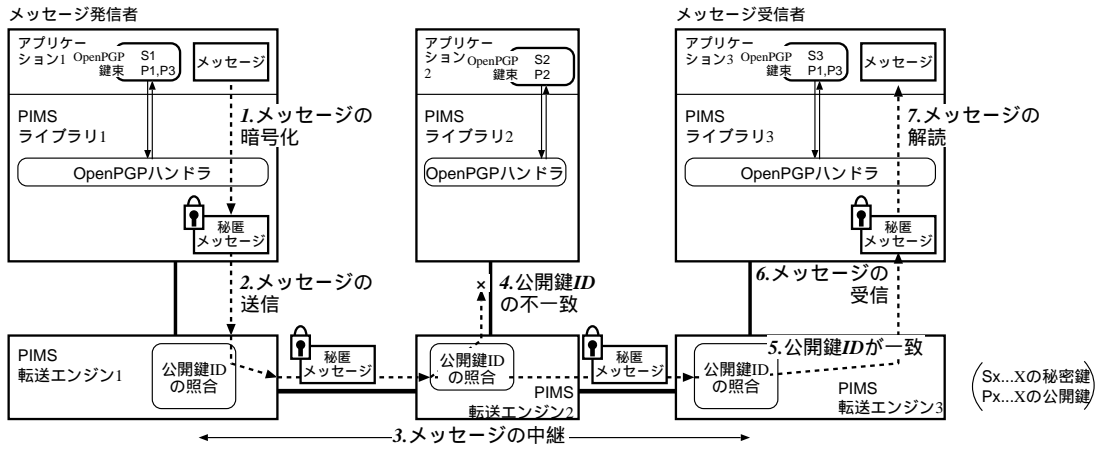 メッセージ発信者
アプリケー
ション1
OpenPGP
鍵束
S1
P1,P3
メッセージ
PIMS
ライブラリ1
1.メッセージの
暗号化
OpenPGPハンドラ
秘匿
メッセージ
2.メッセージの
送信
PIMS
転送エンジン1
公開鍵ID
の照合
秘匿
メッセージ
アプリケー
ション
2
OpenPGP
鍵束
S2
P2
PIMS
ライブラリ2
OpenPGPハンドラ
×
4.公開鍵ID
の不一致
公開鍵ID
の照合
PIMS
転送エンジン2
秘匿
メッセージ
メッセージ受信者
アプリケー
ション3
OpenPGP
鍵束
S3
P1,P3
メッセージ
PIMS
ライブラリ3
7.メッセージの
解読
OpenPGPハンドラ
秘匿
メッセージ
6.メッセージの
受信
5.公開鍵IDが一致
公開鍵ID
の照合
PIMS
転送エンジン3
3.メッセージの中継
Sx...Xの秘密鍵
Px...Xの公開鍵